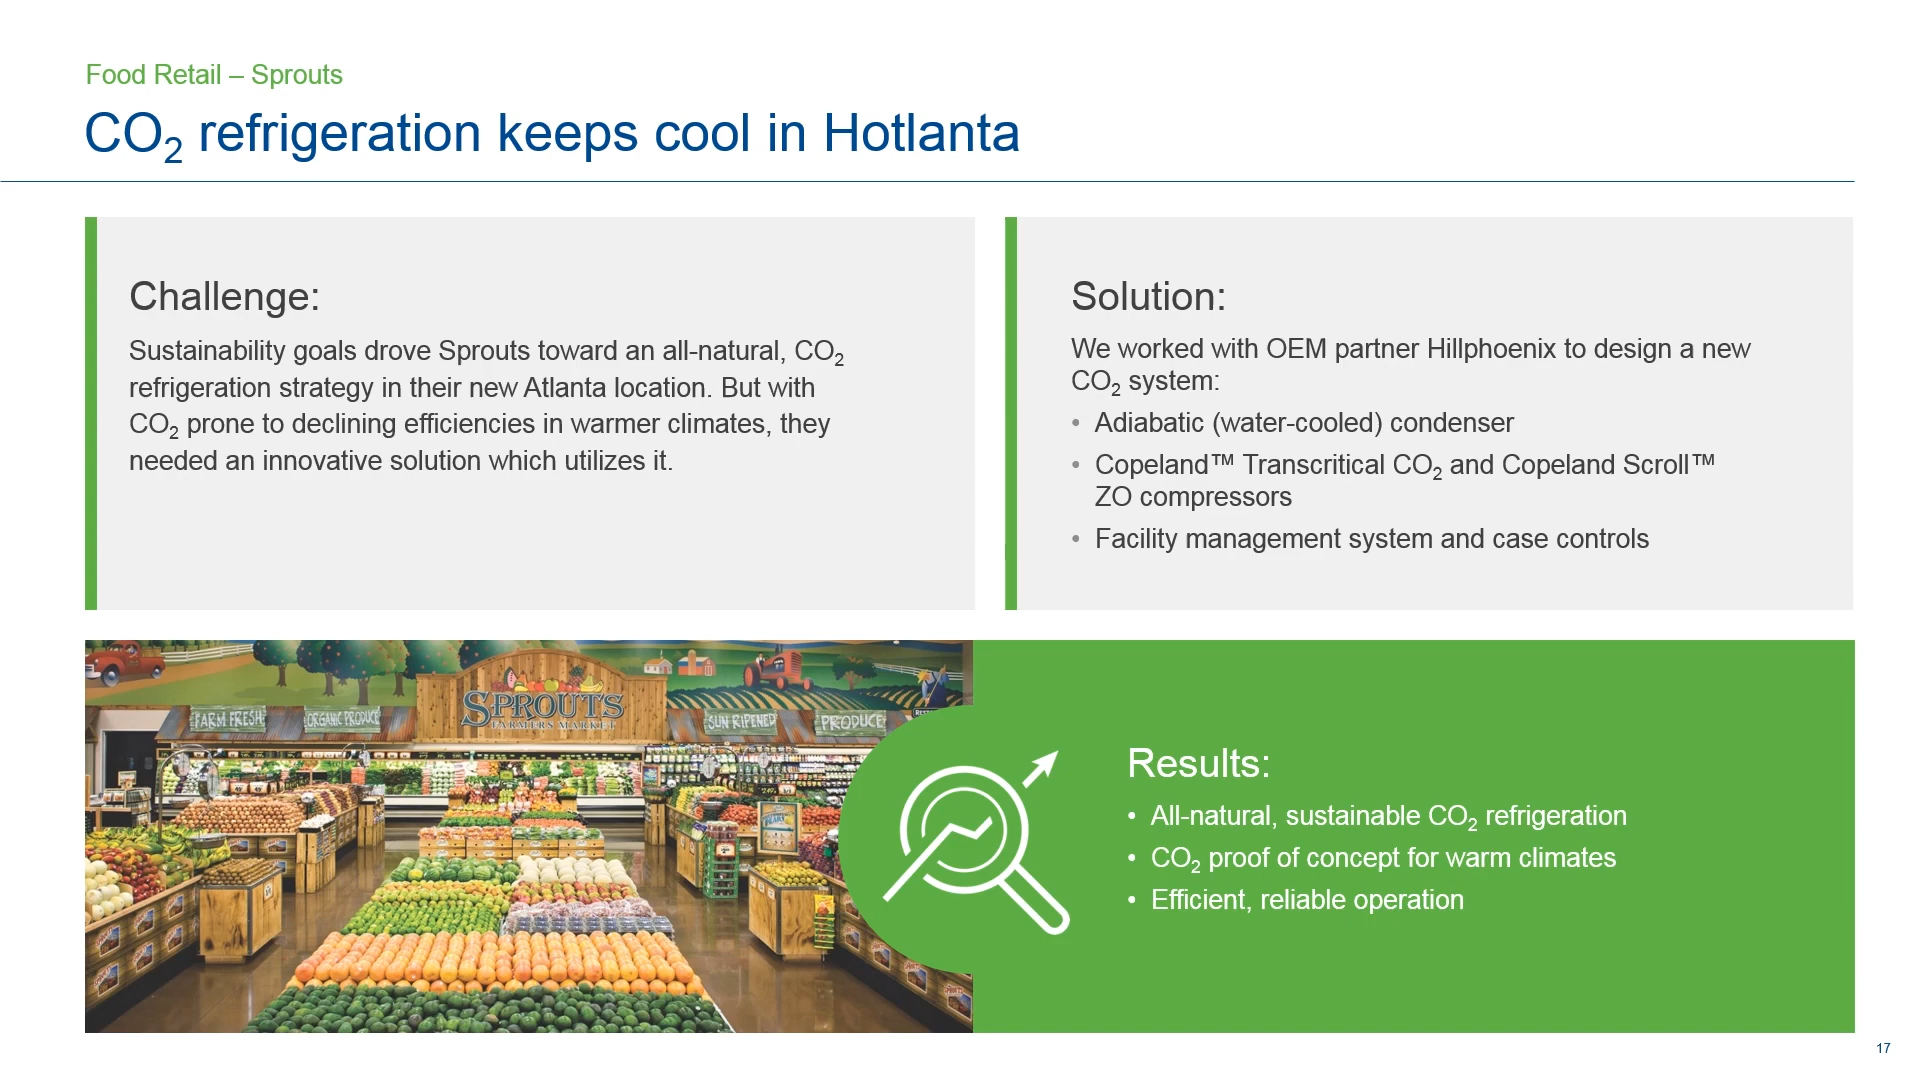 Food Retail – Sprouts
CO₂ refrigeration keeps cool in Hotlanta
Challenge:
Sustainability goals drove Sprouts toward an all-natural, CO₂
refrigeration strategy in their new Atlanta location. But with
CO₂ prone to declining efficiencies in warmer climates, they
needed an innovative solution which utilizes it.
Solution:
We worked with OEM partner Hillphoenix to design a new
CO₂ system:
• Adiabatic (water-cooled) condenser
• Copeland™ Transcritical CO₂ and Copeland Scroll™
ZO compressors
• Facility management system and case controls
SPROUTS
FARMERS MARKET
FARM FRESH
ORGANIC PRODUCE
SUN RIPENED
PRODUCE
Results:
• All-natural, sustainable CO₂ refrigeration
• CO₂ proof of concept for warm climates
• Efficient, reliable operation
17